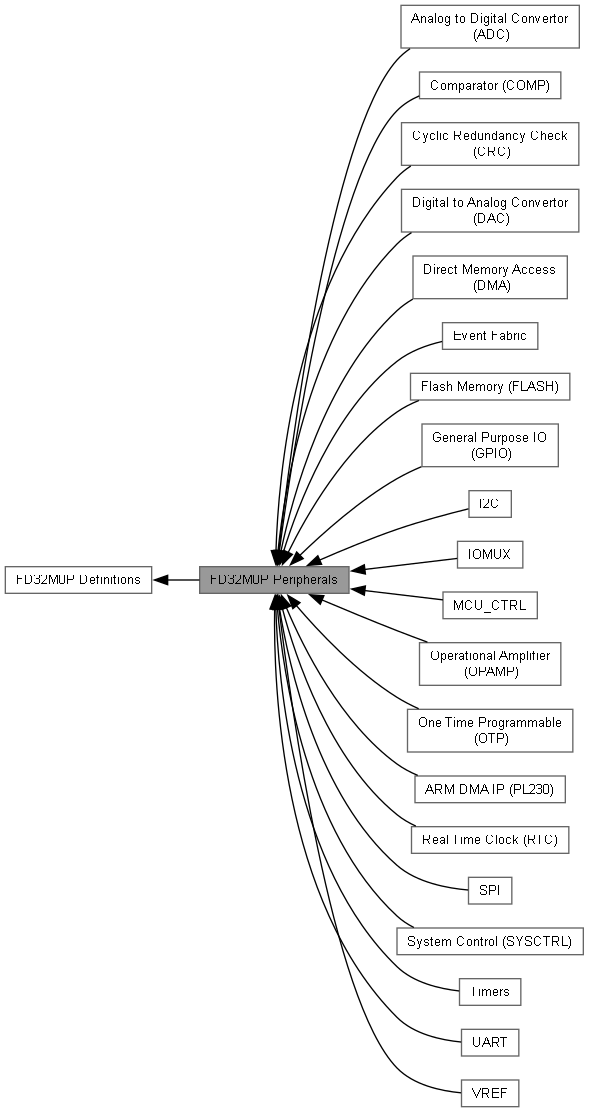 Analog to Digital Convertor
(ADC)
Comparator (COMP)
Cyclic Redundancy Check
(CRC)
Digital to Analog Convertor
(DAC)
Direct Memory Access
(DMA)
Event Fabric
Flash Memory (FLASH)
General Purpose IO
(GPIO)
I2C
IOMUX
FD32M0P Definitions
FD32M0P Peripherals
MCU_CTRL
Operational Amplifier
(OPAMP)
One Time Programmable
(OTP)
ARM DMA IP (PL230)
Real Time Clock (RTC)
SPI
System Control (SYSCTRL)
Timers
UART
VREF